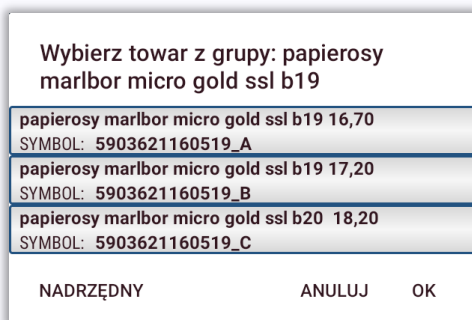 Wybierz towar z grupy: papierosy
marlbor micro gold ssl b19
papierosy marlbor micro gold ssl b19 16,70
SYMBOL: 5903621160519_A
papierosy marlbor micro gold ssl b19 17,20
SYMBOL: 5903621160519_B
papierosy marlbor micro gold ssl b20 18,20
SYMBOL: 5903621160519_C
NADRZĘDNY ANULUJ OK